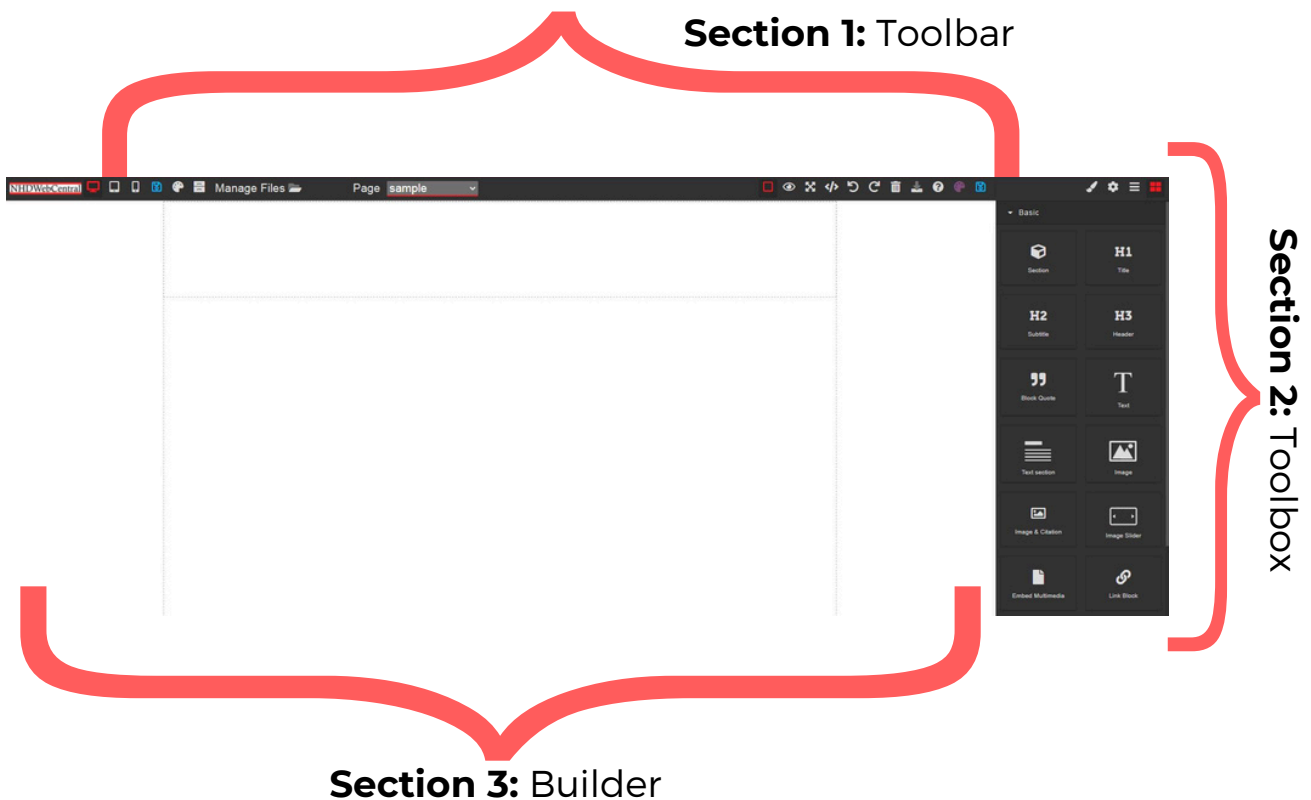 Section 1: Toolbar
NHDWebCentral Manage Files Page sample
Basic
Section
H1
Title
H2
Subtitle
H3
Header
Block Quote
T
Text
Text section
Image
Image & Citation
Image Slider
Embed Multimedia
Link Block
Section 2: Toolbox
Section 3: Builder